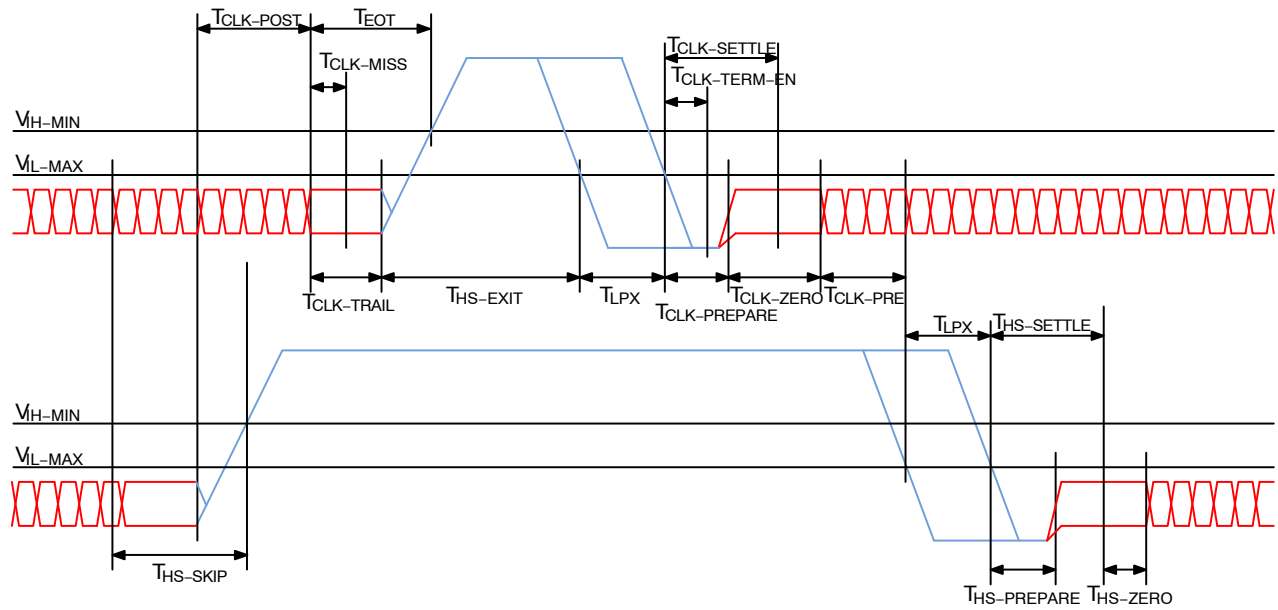 TCLK–POST
TEOT
TCLK–SETTLE
TCLK–MISS
TCLK–TERM–EN
VIH–MIN
VIL–MAX
TCLK–TRAIL
THS–EXIT
TLPX
TCLK–PREPARE
TCLK–ZERO
TCLK–PRE
TLPX
THS–SETTLE
VIH–MIN
VIL–MAX
THS–SKIP
THS–PREPARE
THS–ZERO